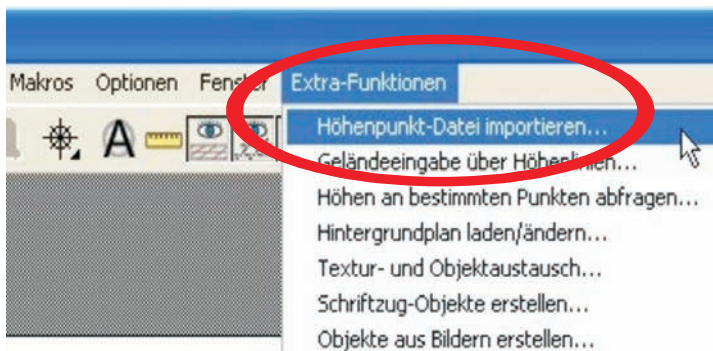 Makros Optionen Fenster Extra-Funktionen
A
Höhenpunkt-Datei importieren...
Geländeeingabe über Höhenlinien...
Höhen an bestimmten Punkten abfragen...
Hintergrundplan laden/ändern...
Textur- und Objektaustausch...
Schriftzug-Objekte erstellen...
Objekte aus Bildern erstellen...